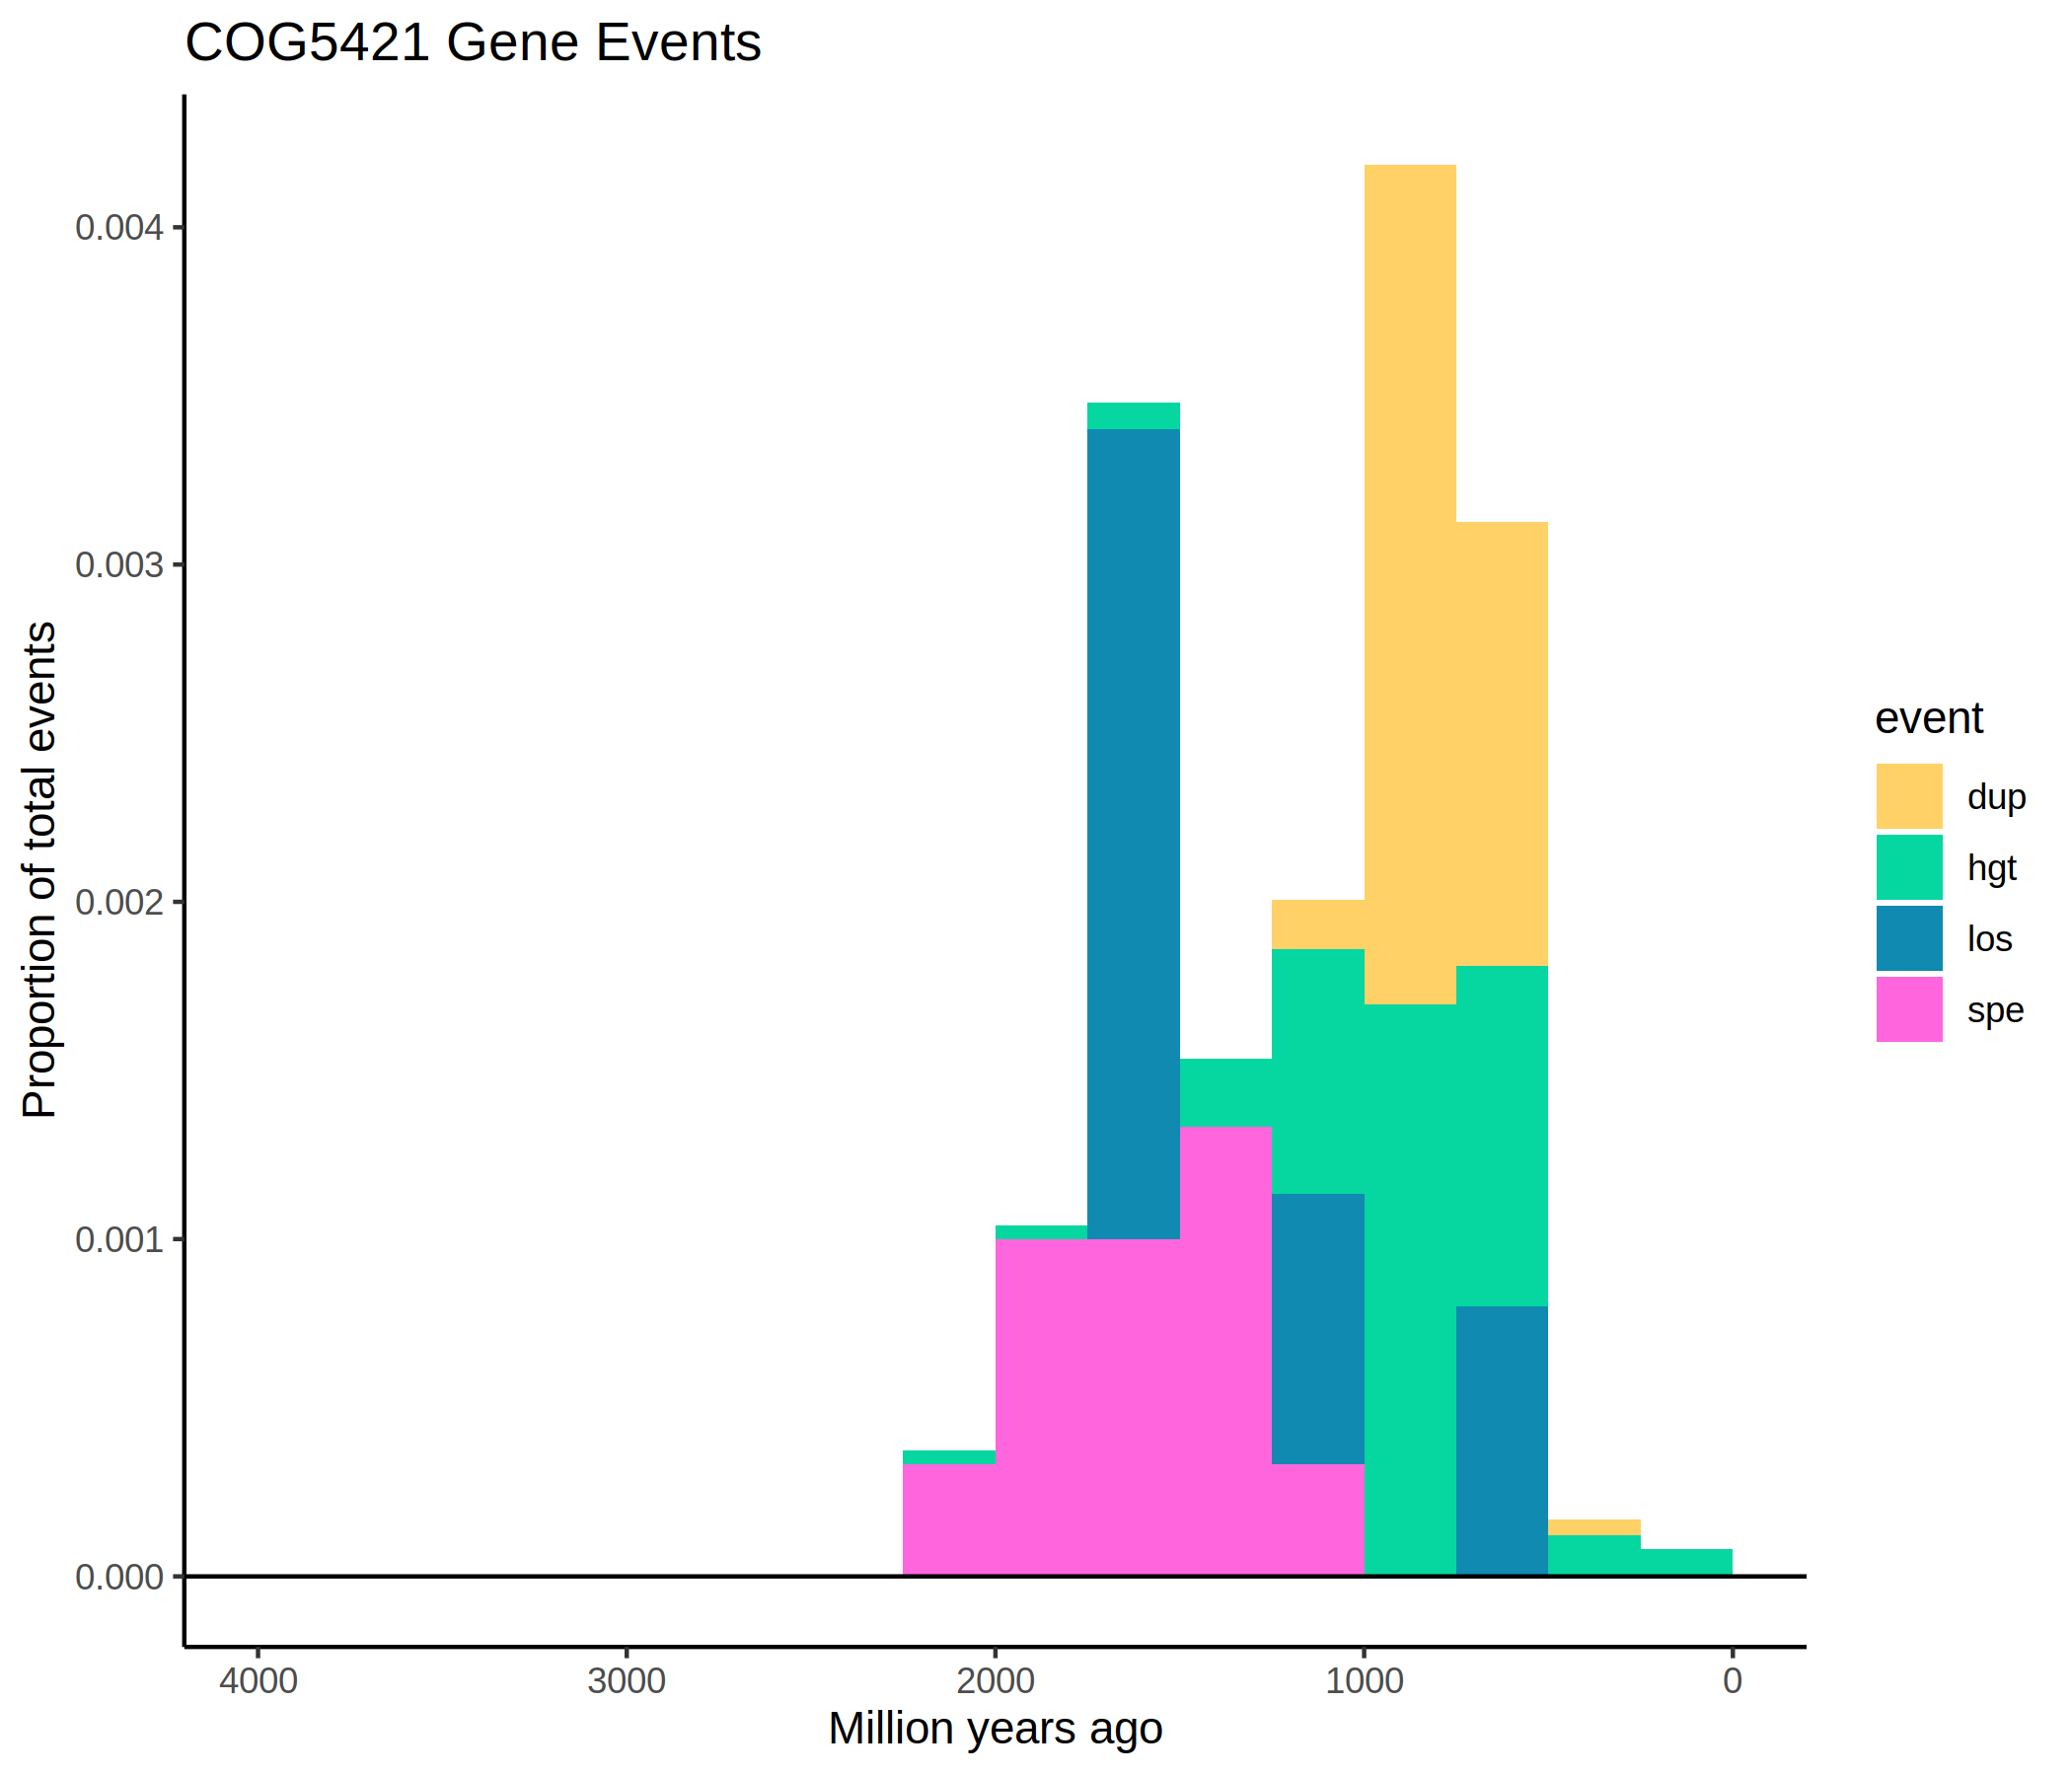 COG5421 Gene Events
Proportion of total events
0.004
0.003
0.002
0.001
0.000
4000 3000 2000 1000 0
Million years ago
event
dup
hgt
los
spe